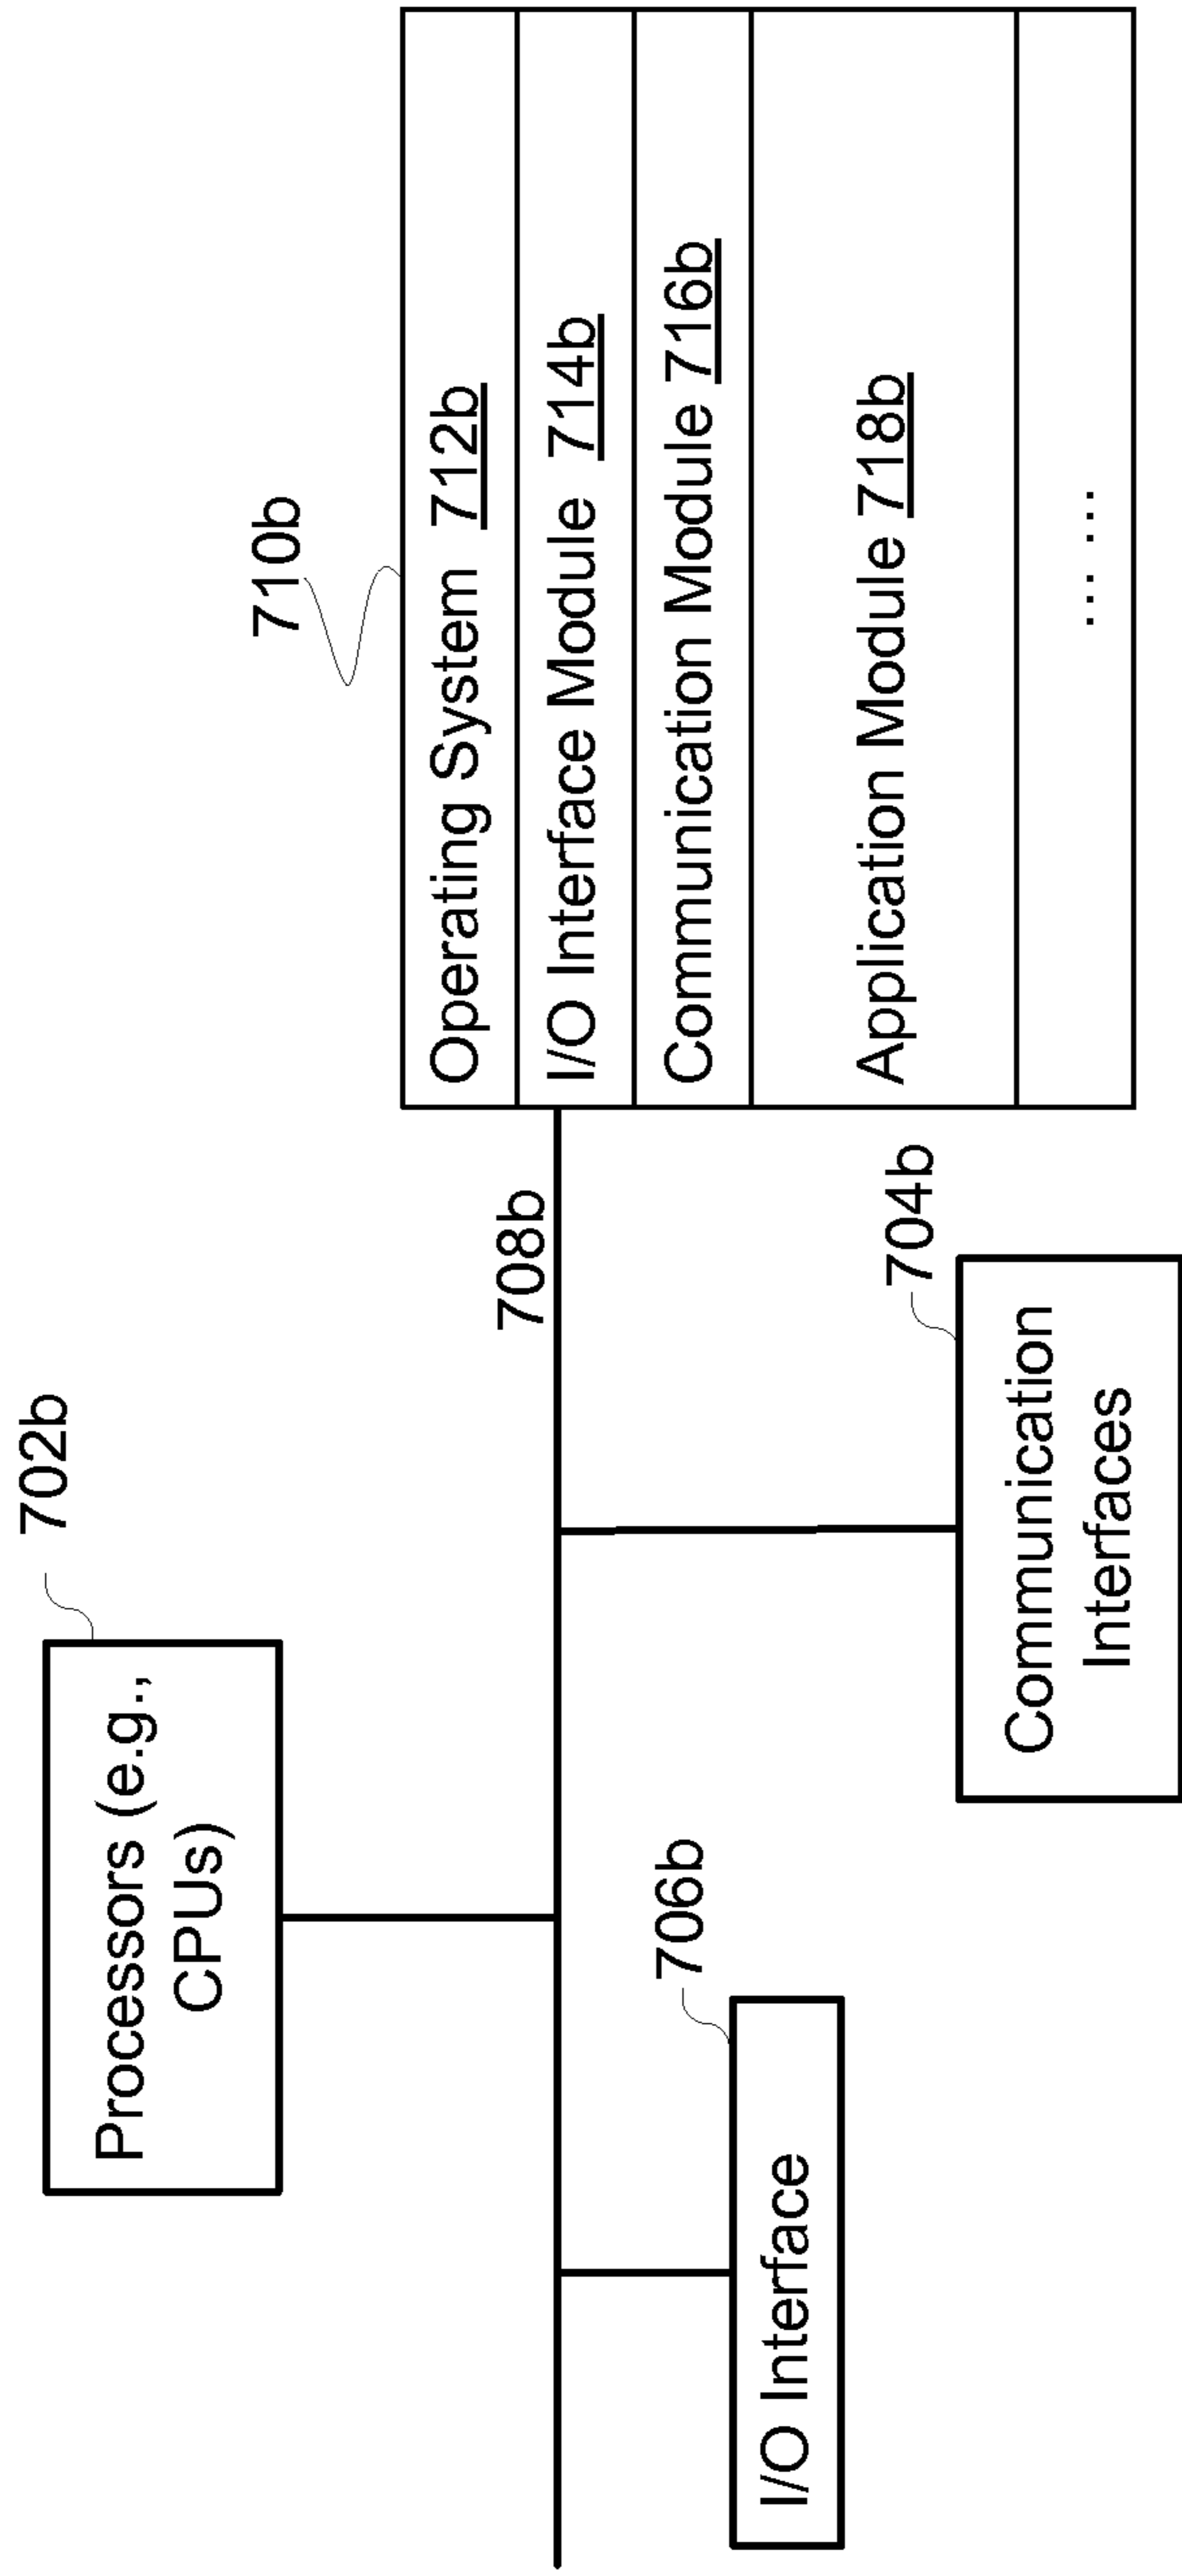 702b
Processors (e.g.,
CPUs)
710b
Operating System 712b
I/O Interface Module 714b
Communication Module 716b
Application Module 718b
... ...
708b
706b
I/O Interface
704b
Communication
Interfaces